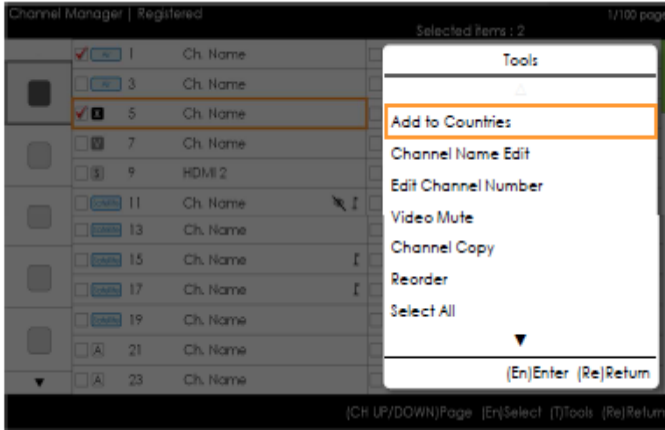 Channel Manager | Registered
1/100 page
Selected items : 2
1 Ch. Name
3 Ch. Name
5 Ch. Name
7 Ch. Name
9 HDMI 2
11 Ch. Name
13 Ch. Name
15 Ch. Name
17 Ch. Name
19 Ch. Name
A 21 Ch. Name
A 23 Ch. Name
Tools
Add to Countries
Channel Name Edit
Edit Channel Number
Video Mute
Channel Copy
Reorder
Select All
(En)Enter (Re)Return
(CH UP/DOWN)Page (En)Select (T)Tools (Re)Return